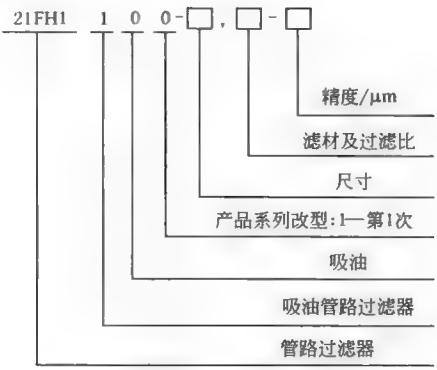 21FH1 1 0 0-□,□-□
精度/μm
滤材及过滤比
尺寸
产品系列改型:1—第1次
吸油
吸油管路过滤器
管路过滤器